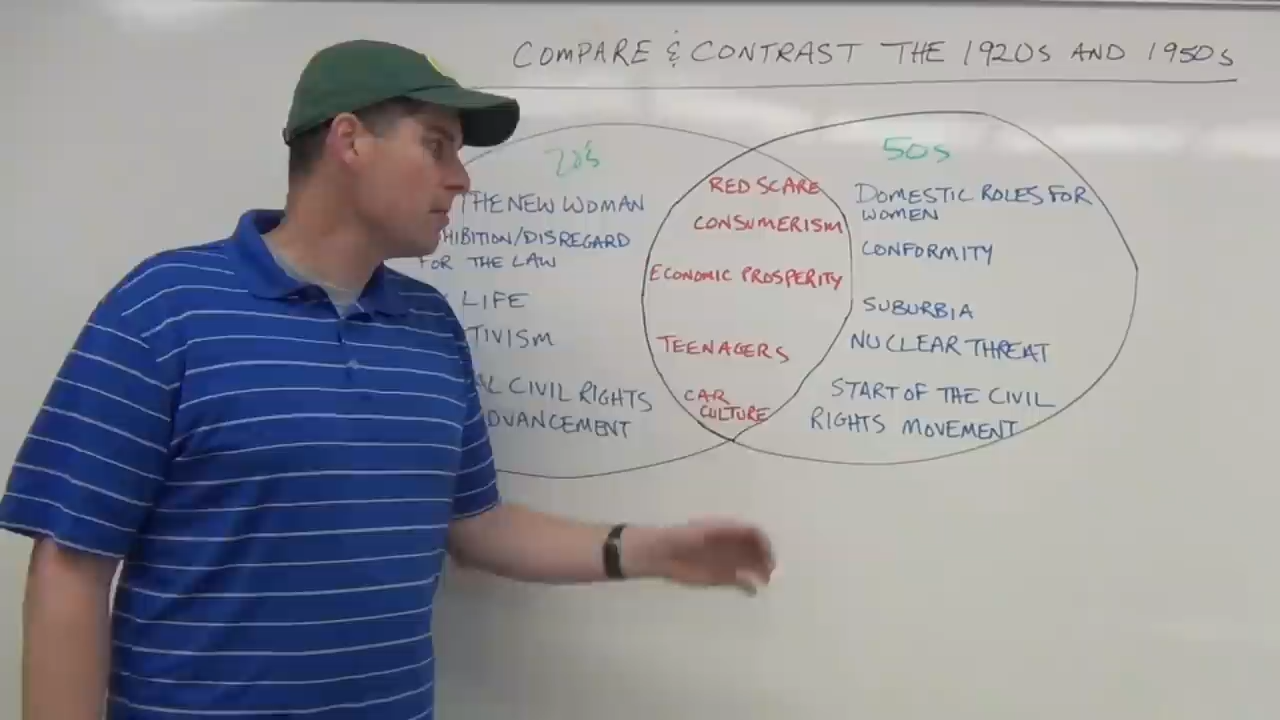 COMPARE & CONTRAST THE 1920s AND 1950s
20's
THE NEW WOMAN
HIBITION/DISREGARD
FOR THE LAW
LIFE
TIVISM
AL CIVIL RIGHTS
DVANCEMENT
RED SCARE
CONSUMERISM
ECONOMIC PROSPERITY
TEENAGERS
CAR
CULTURE
50s
DOMESTIC ROLES FOR
WOMEN
CONFORMITY
SUBURBIA
NUCLEAR THREAT
START OF THE CIVIL
RIGHTS MOVEMENT